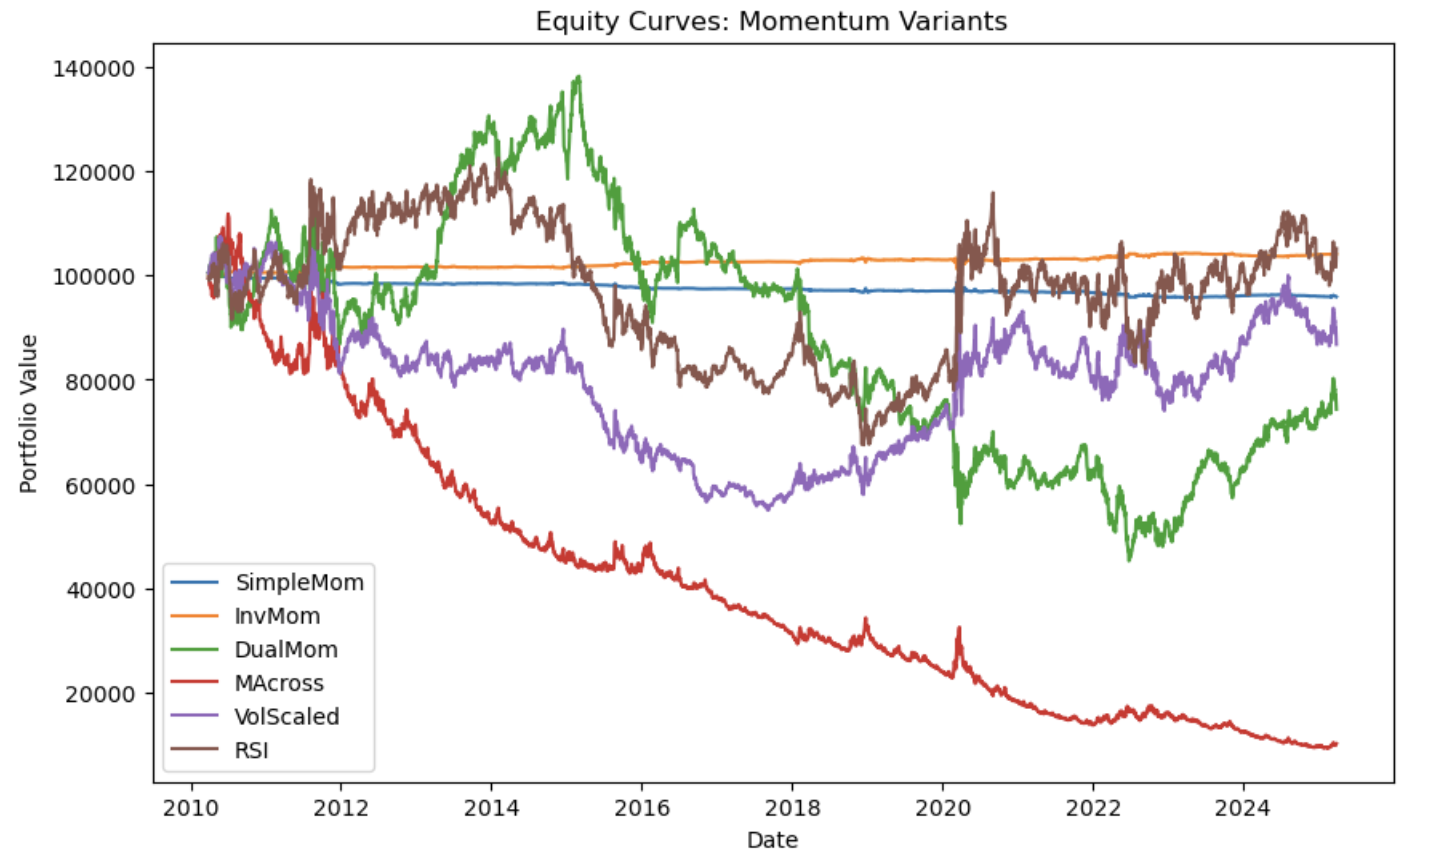 Equity Curves: Momentum Variants
140000
120000
100000
80000
60000
40000
20000
Portfolio Value
SimpleMom
InvMom
DualMom
MAcross
VolScaled
RSI
2010 2012 2014 2016 2018 2020 2022 2024
Date